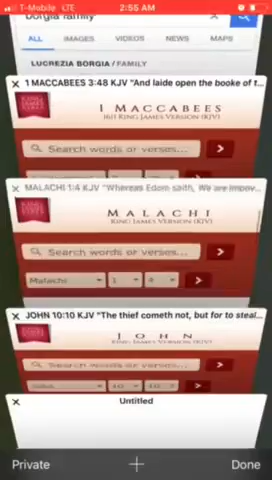 T-Mobile LTE 2:55 AM
borgia family
ALL IMAGES VIDEOS NEWS MAPS
LUCREZIA BORGIA / FAMILY
1 MACCABEES 3:48 KJV "And laide open the booke of t...
1 MACCABEES
1611 KING JAMES VERSION (KJV)
Search words or verses...
MALACHI 1:4 KJV "Whereas Edom saith, We are impov...
MALACHI
KING JAMES VERSION (KJV)
Search words or verses...
Malachi 1 4
JOHN 10:10 KJV "The thief cometh not, but for to steal...
JOHN
KING JAMES VERSION (KJV)
Search words or verses...
John 10 10
Untitled
Private Done